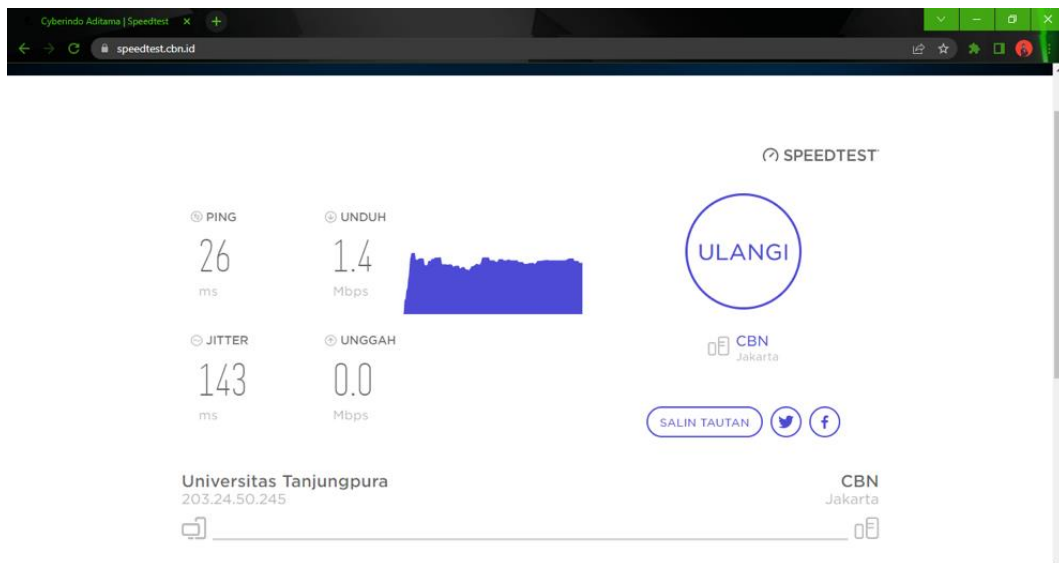 Cyberindo Aditama | Speedtest
speedtest.cbn.id
SPEEDTEST
PING
26
ms
UNDUH
1.4
Mbps
ULANGI
JITTER
143
ms
UNGGAH
0.0
Mbps
CBN
Jakarta
SALIN TAUTAN
Universitas Tanjungpura
203.24.50.245
CBN
Jakarta